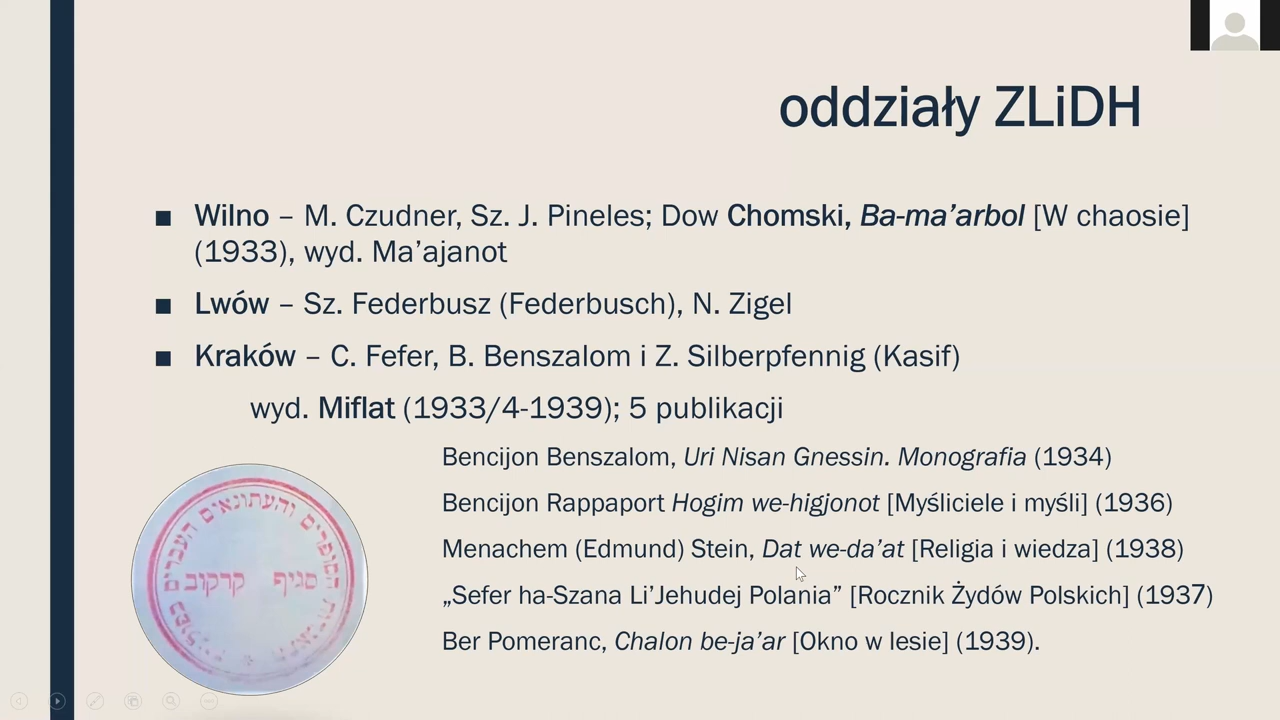 oddziały ZLiDH
■ Wilno – M. Czudner, Sz. J. Pineles; Dow Chomski, Ba-ma’arbol [W chaosie]
(1933), wyd. Ma’ajanot
■ Lwów – Sz. Federbusz (Federbusch), N. Zigel
■ Kraków – C. Fefer, B. Benszalom i Z. Silberpfennig (Kasif)
wyd. Miflat (1933/4-1939); 5 publikacji
Bencijon Benszalom, Uri Nisan Gnessin. Monografia (1934)
Bencijon Rappaport Hogim we-higjonot [Myśliciele i myśli] (1936)
Menachem (Edmund) Stein, Dat we-da’at [Religia i wiedza] (1938)
„Sefer ha-Szana Li’Jehudej Polania” [Rocznik Żydów Polskich] (1937)
Ber Pomeranc, Chalon be-ja’ar [Okno w lesie] (1939).
הסופרים והעתונאים העברים
סניף קרקוב